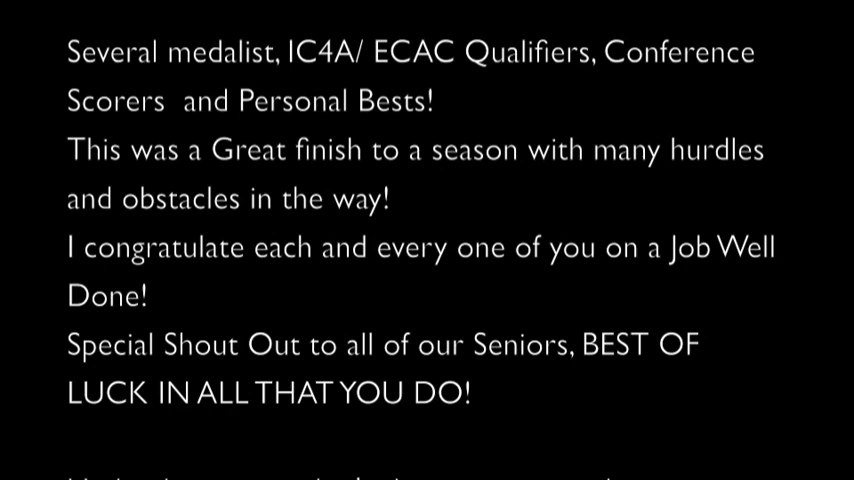 Several medalist, IC4A/ ECAC Qualifiers, Conference
Scorers  and Personal Bests!
This was a Great finish to a season with many hurdles
and obstacles in the way!
I congratulate each and every one of you on a Job Well
Done!
Special Shout Out to all of our Seniors, BEST OF
LUCK IN ALL THAT YOU DO!